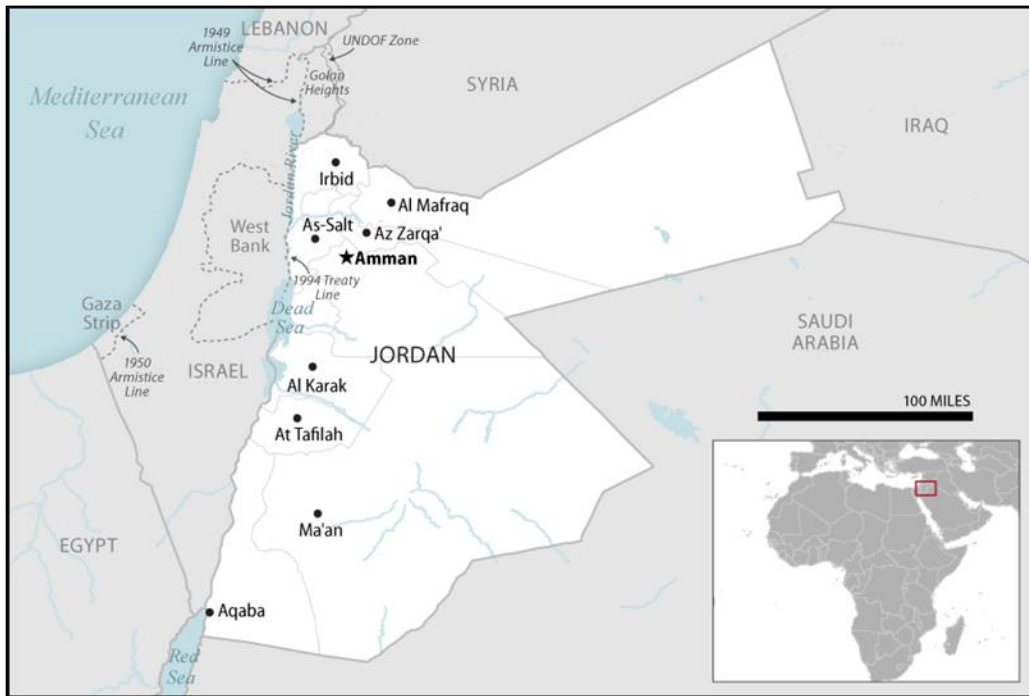 LEBANON
1949
Armistice
Line
UNDOF Zone
Golan
Heights
SYRIA
Mediterranean
Sea
IRAQ
Jordan River
Irbid
Al Mafraq
As-Salt
Az Zarqa'
West
Bank
Amman
1994 Treaty
Line
Gaza
Strip
Dead
Sea
SAUDI
ARABIA
1950
Armistice
Line
ISRAEL
JORDAN
Al Karak
100 MILES
At Tafilah
Ma'an
EGYPT
Aqaba
Red
Sea